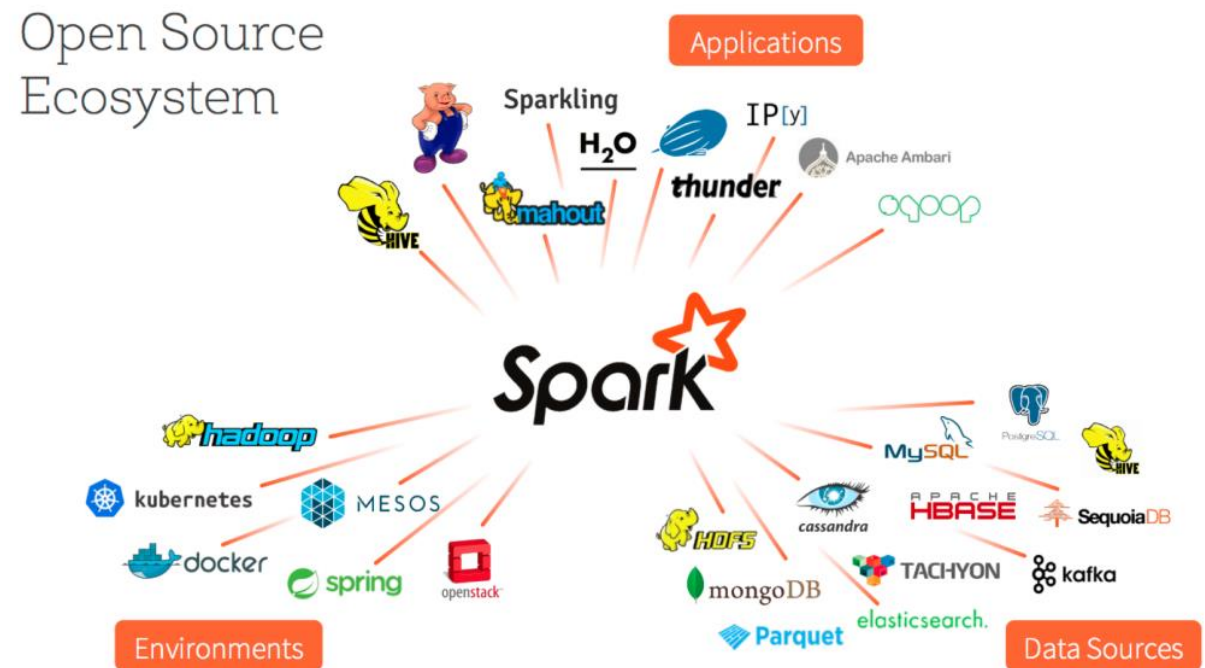 Open Source
Ecosystem
Applications
Sparkling
H2O
IP[y]
Apache Ambari
mahout
thunder
sqoop
HIVE
Spark
hadoop
kubernetes
MESOS
docker
spring
openstack
Environments
PostgreSQL
MySQL
HIVE
cassandra
APACHE
HBASE
SequoiaDB
HDFS
TACHYON
kafka
mongoDB
elasticsearch.
Parquet
Data Sources